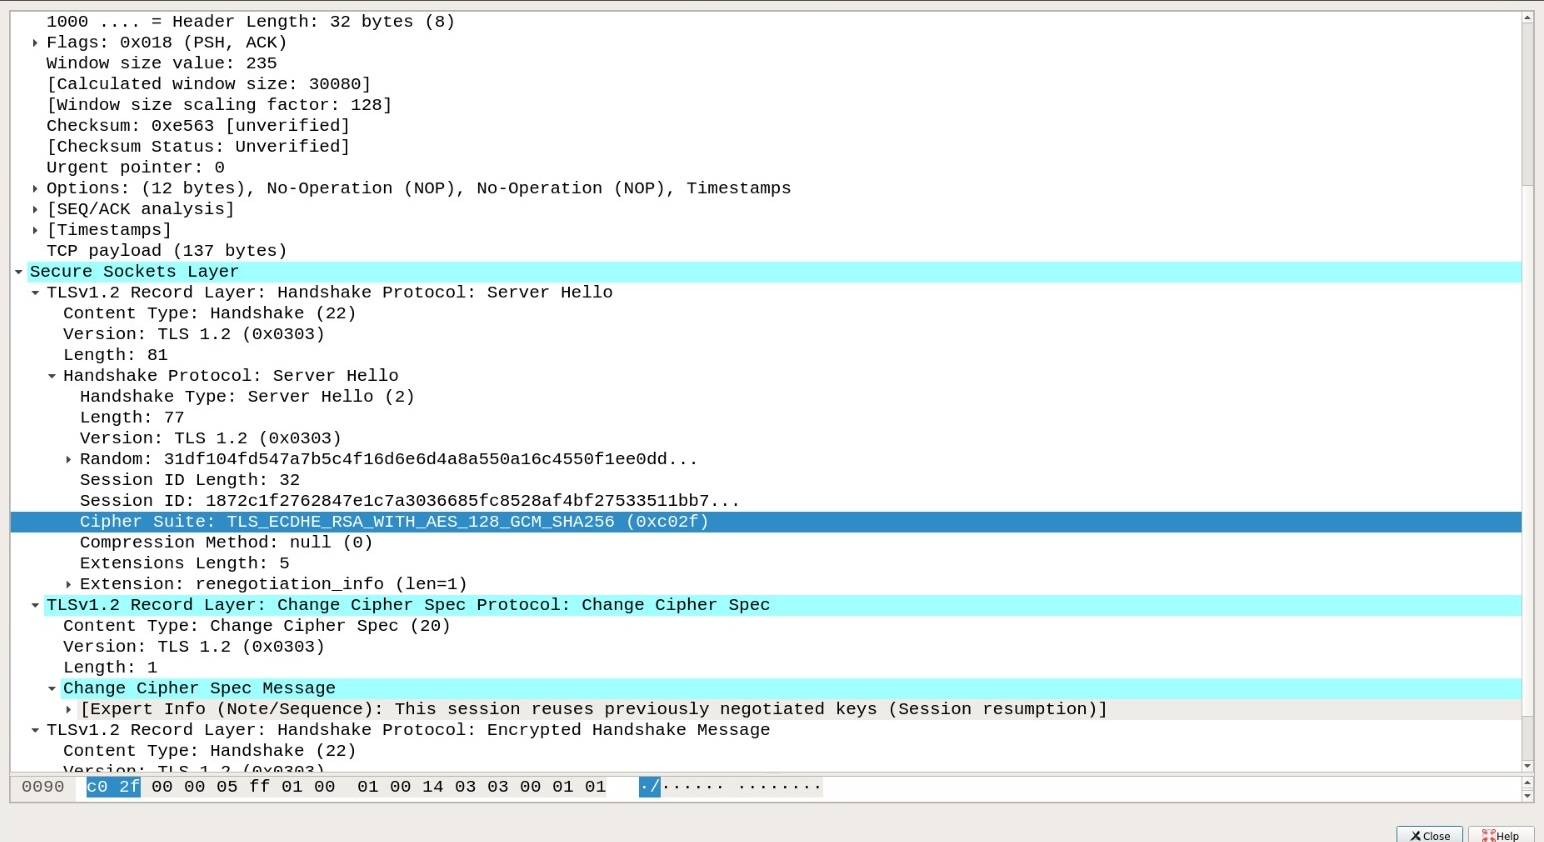 1000 .... = Header Length: 32 bytes (8)
Flags: 0x018 (PSH, ACK)
Window size value: 235
[Calculated window size: 30080]
[Window size scaling factor: 128]
Checksum: 0xe563 [unverified]
[Checksum Status: Unverified]
Urgent pointer: 0
Options: (12 bytes), No-Operation (NOP), No-Operation (NOP), Timestamps
[SEQ/ACK analysis]
[Timestamps]
TCP payload (137 bytes)
Secure Sockets Layer
TLSv1.2 Record Layer: Handshake Protocol: Server Hello
Content Type: Handshake (22)
Version: TLS 1.2 (0x0303)
Length: 81
Handshake Protocol: Server Hello
Handshake Type: Server Hello (2)
Length: 77
Version: TLS 1.2 (0x0303)
Random: 31df104fd547a7b5c4f16d6e6d4a8a550a16c4550f1ee0dd...
Session ID Length: 32
Session ID: 1872c1f2762847e1c7a3036685fc8528af4bf27533511bb7...
Cipher Suite: TLS_ECDHE_RSA_WITH_AES_128_GCM_SHA256 (0xc02f)
Compression Method: null (0)
Extensions Length: 5
Extension: renegotiation_info (len=1)
TLSv1.2 Record Layer: Change Cipher Spec Protocol: Change Cipher Spec
Content Type: Change Cipher Spec (20)
Version: TLS 1.2 (0x0303)
Length: 1
Change Cipher Spec Message
[Expert Info (Note/Sequence): This session reuses previously negotiated keys (Session resumption)]
TLSv1.2 Record Layer: Handshake Protocol: Encrypted Handshake Message
Content Type: Handshake (22)
Version: TLS 1.2 (0x0303)
0090 c0 2f 00 00 05 ff 01 00 01 00 14 03 03 00 01 01 ·/······ ········
Close Help